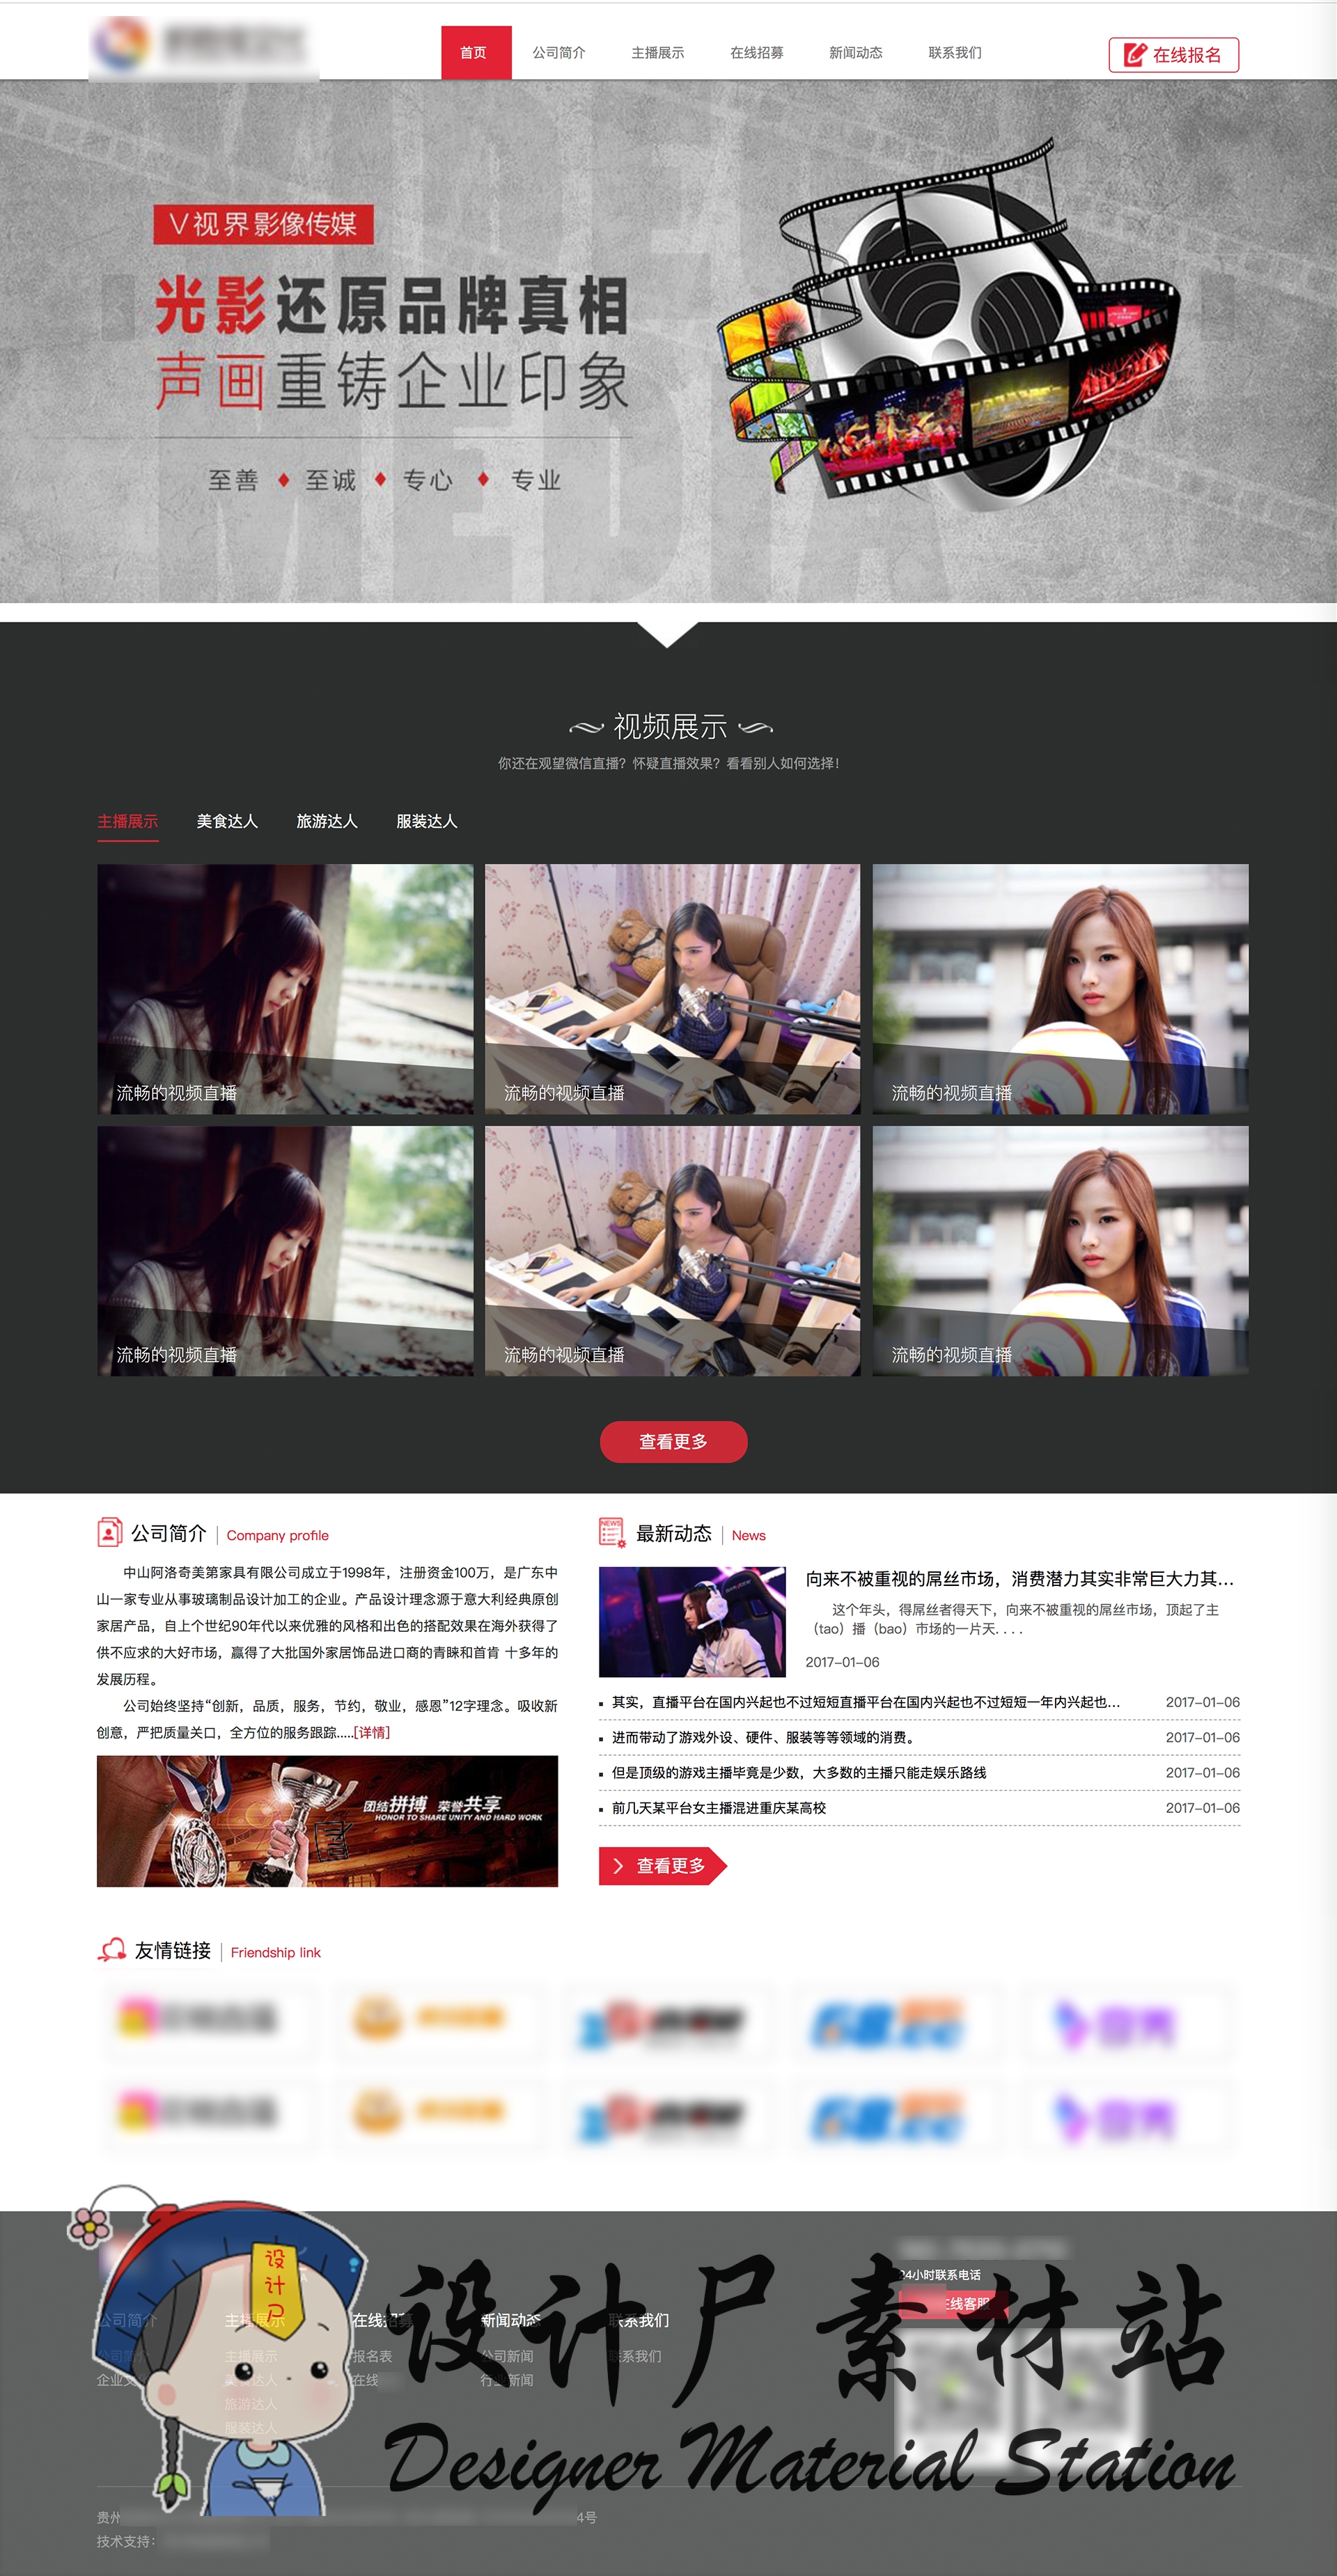 首页 公司简介 主播展示 在线招募 新闻动态 联系我们 在线报名
V视界影像传媒
光影还原品牌真相
声画重铸企业印象
至善 ♦ 至诚 ♦ 专心 ♦ 专业
MEDIA
视频展示
你还在观望微信直播？怀疑直播效果？看看别人如何选择！
主播展示 美食达人 旅游达人 服装达人
流畅的视频直播 流畅的视频直播 流畅的视频直播
流畅的视频直播 流畅的视频直播 流畅的视频直播
查看更多
公司简介 | Company profile
中山阿洛奇美第家具有限公司成立于1998年，注册资金100万，是广东中
山一家专业从事玻璃制品设计加工的企业。产品设计理念源于意大利经典原创
家居产品，自上个世纪90年代以来优雅的风格和出色的搭配效果在海外获得了
供不应求的大好市场，赢得了大批国外家居饰品进口商的青睐和首肯 十多年的
发展历程。
公司始终坚持“创新，品质，服务，节约，敬业，感恩”12字理念。吸收新
创意，严把质量关口，全方位的服务跟踪.....[详情]
团结拼搏 荣誉共享
HONOR TO SHARE UNITY AND HARD WORK
NEWS
最新动态 | News
向来不被重视的屌丝市场，消费潜力其实非常巨大力其...
这个年头，得屌丝者得天下，向来不被重视的屌丝市场，顶起了主
（tao）播（bao）市场的一片天. . . .
2017-01-06
其实，直播平台在国内兴起也不过短短直播平台在国内兴起也不过短短一年内兴起也... 2017-01-06
进而带动了游戏外设、硬件、服装等等领域的消费。 2017-01-06
但是顶级的游戏主播毕竟是少数，大多数的主播只能走娱乐路线 2017-01-06
前几天某平台女主播混进重庆某高校 2017-01-06
查看更多
友情链接 | Friendship link
设计尸
设计尸素材站
Designer Material Station
24小时联系电话
在线客服
公司简介 主播展示 在线招募 新闻动态 联系我们
公司简介 主播展示 报名表 公司新闻 联系我们
企业文 美食达人 在线 行业新闻
旅游达人
服装达人
贵州 4号
技术支持：